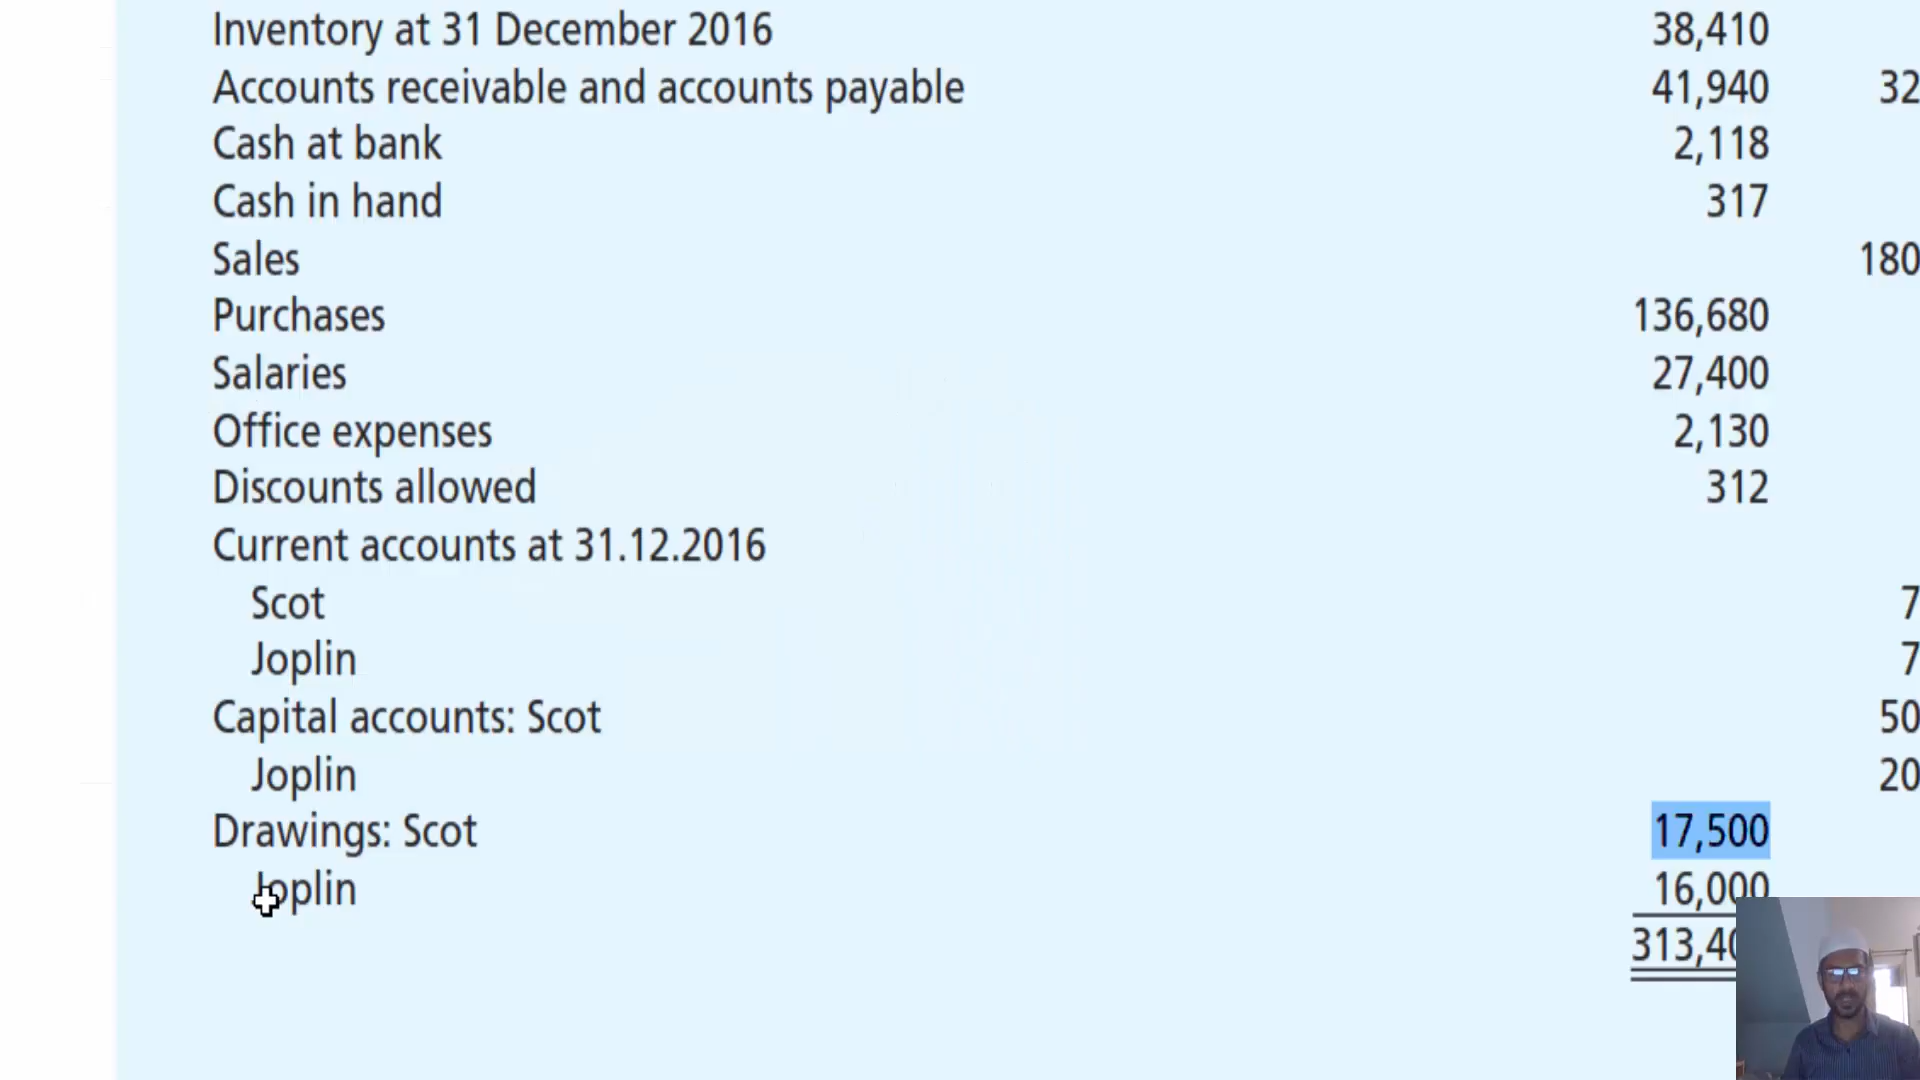 Inventory at 31 December 2016 38,410
Accounts receivable and accounts payable 41,940 32
Cash at bank 2,118
Cash in hand 317
Sales 180
Purchases 136,680
Salaries 27,400
Office expenses 2,130
Discounts allowed 312
Current accounts at 31.12.2016
Scot 7
Joplin 7
Capital accounts: Scot 50
Joplin 20
Drawings: Scot 17,500
Joplin 16,000
313,40